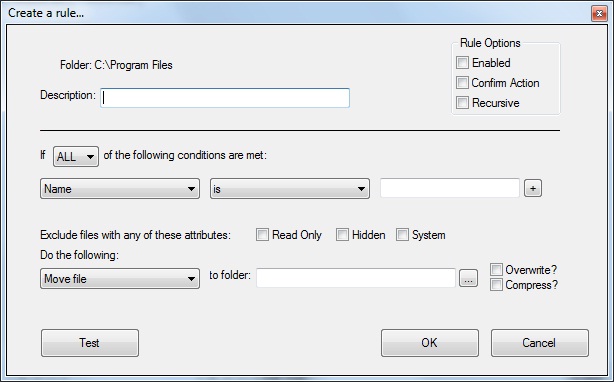 Create a rule...
Folder: C:\Program Files
Rule Options
Enabled
Confirm Action
Recursive
Description:
If ALL of the following conditions are met:
Name is +
Exclude files with any of these attributes: Read Only Hidden System
Do the following:
Move file to folder: ... Overwrite?
Compress?
Test OK Cancel